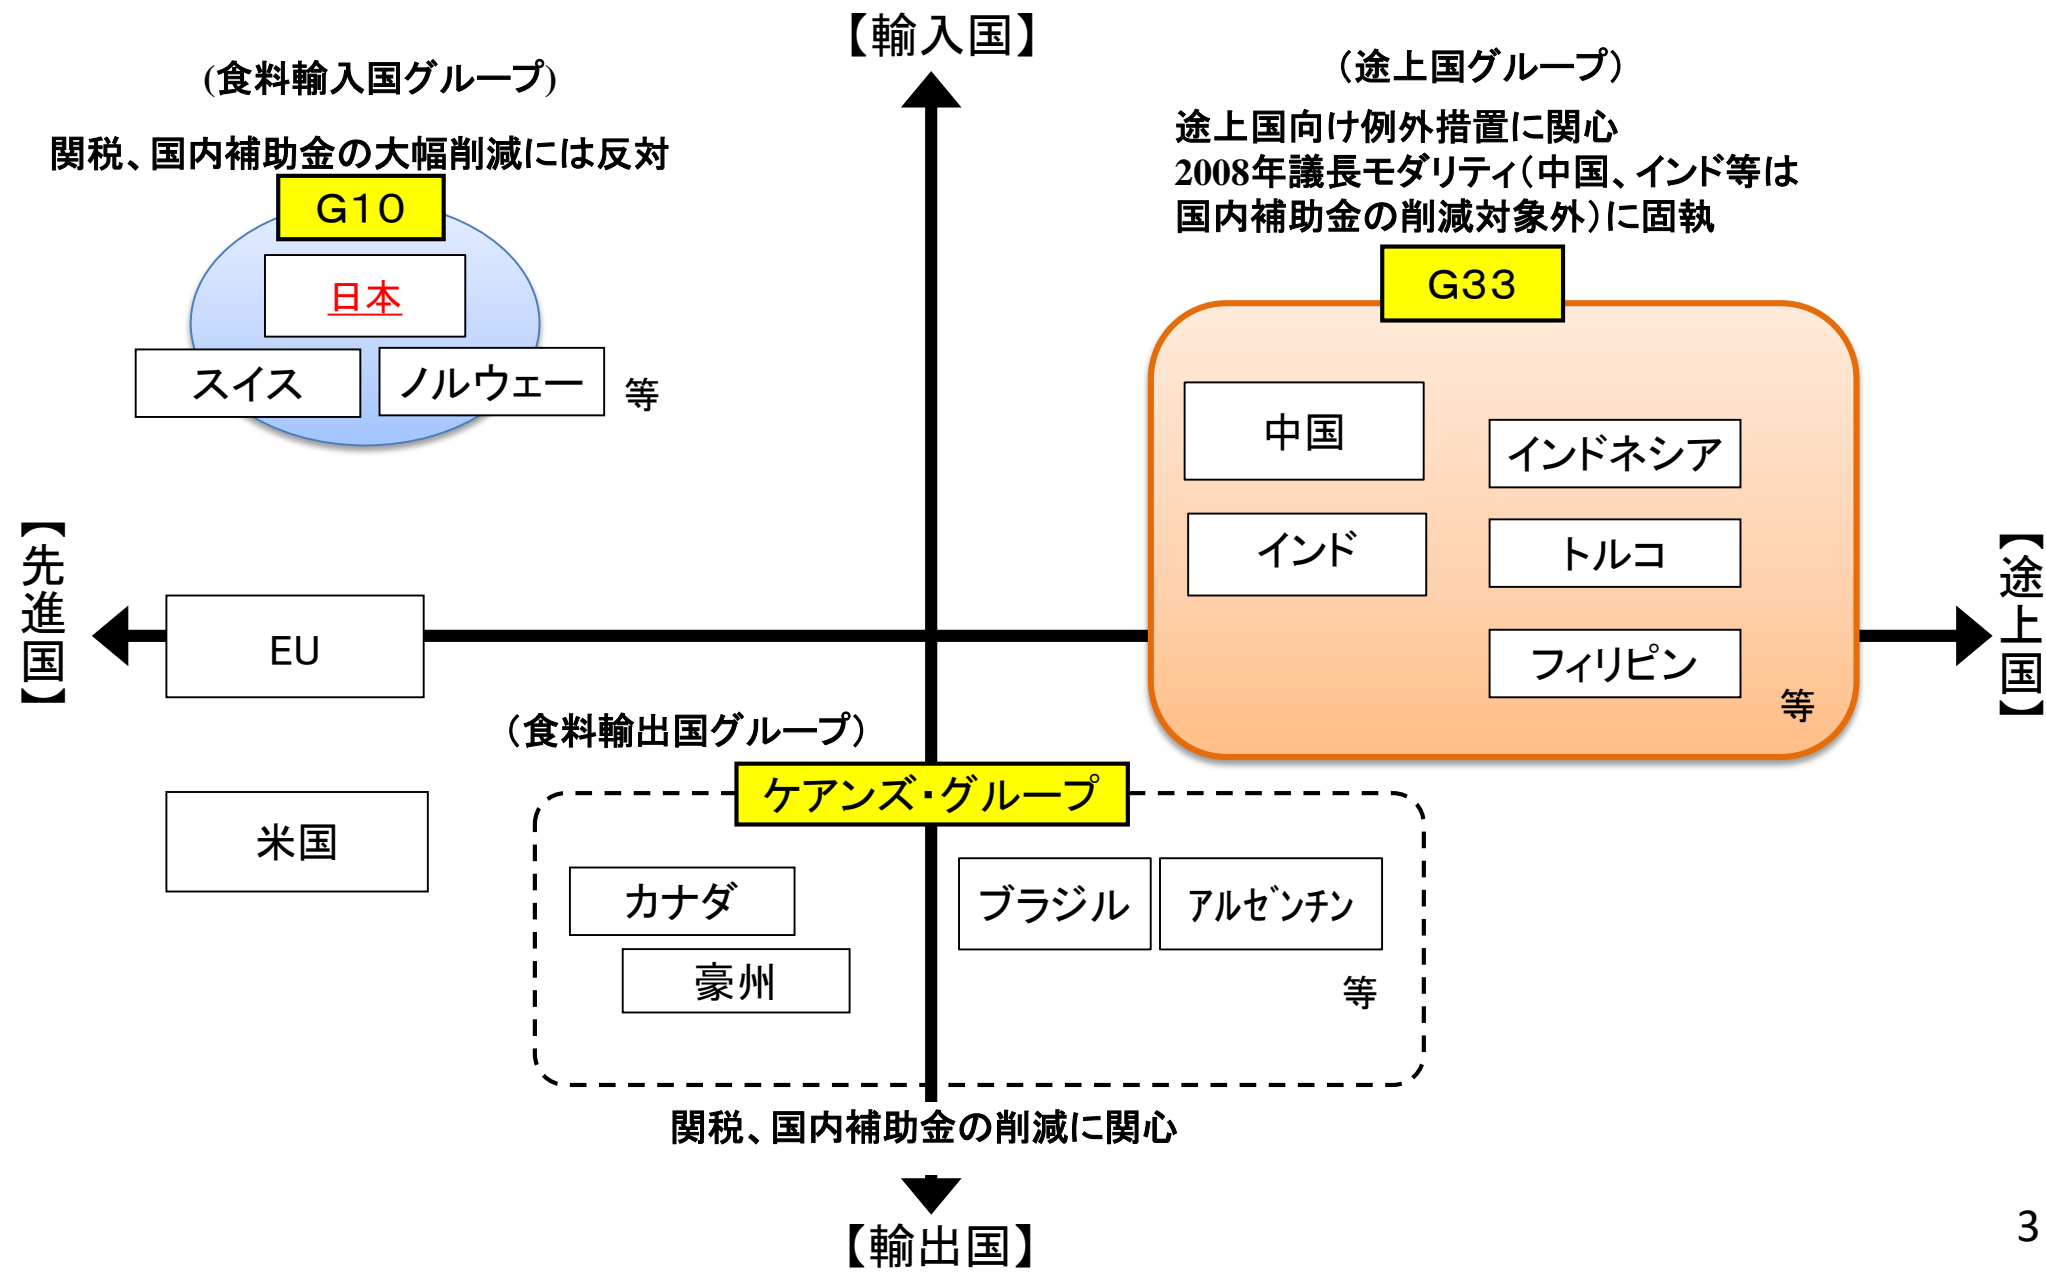 【輸入国】
(食料輸入国グループ)
関税、国内補助金の大幅削減には反対
G10
日本
スイス
ノルウェー
等
（途上国グループ）
途上国向け例外措置に関心
2008年議長モダリティ（中国、インド等は
国内補助金の削減対象外）に固執
G33
中国
インドネシア
インド
トルコ
フィリピン
等
【先進国】
EU
【途上国】
米国
（食料輸出国グループ）
ケアンズ・グループ
カナダ
豪州
ブラジル
アルゼンチン
等
関税、国内補助金の削減に関心
【輸出国】
3